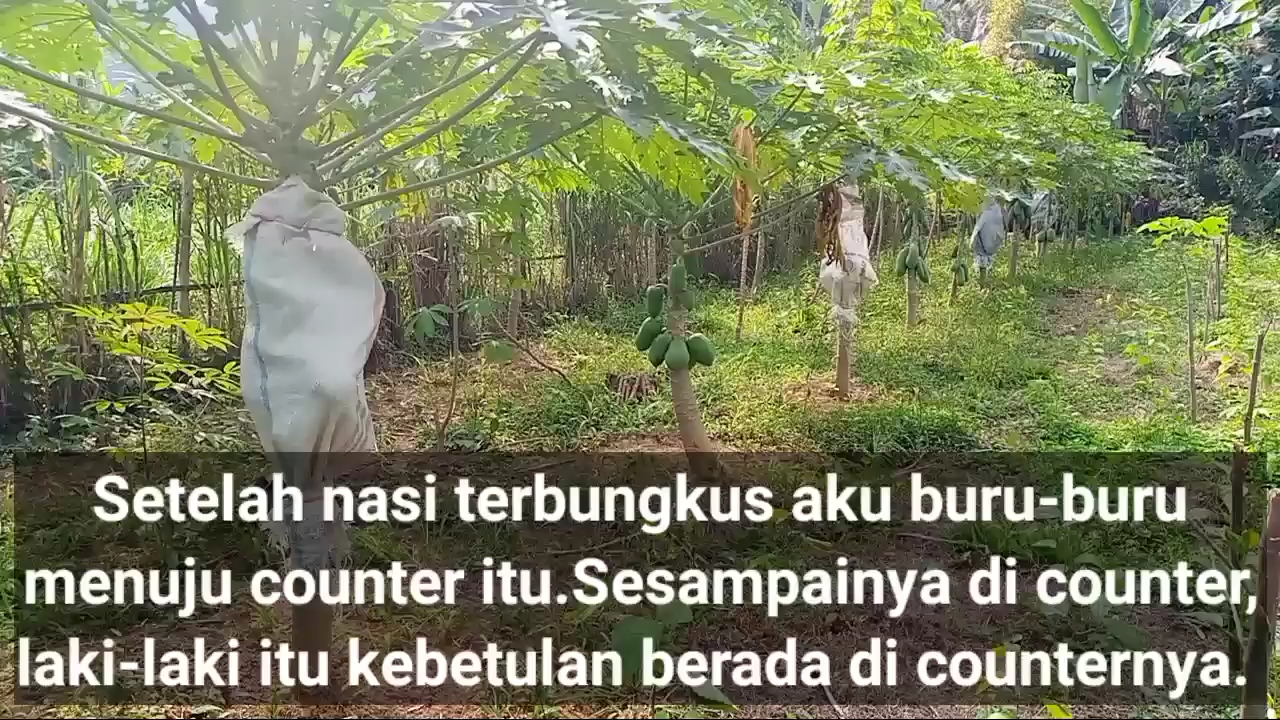 Setelah nasi terbungkus aku buru-buru
menuju counter itu.Sesampainya di counter,
laki-laki itu kebetulan berada di counternya.